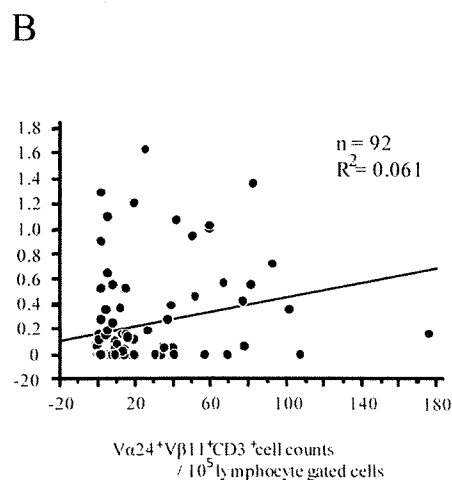 B
n = 92
R2= 0.061
1.8
1.6
1.4
1.2
1.0
0.8
0.6
0.4
0.2
0
-20
-20 20 60 100 140 180
Vα24+Vβ11+CD3+cell counts
/ 105 lymphocyte gated cells